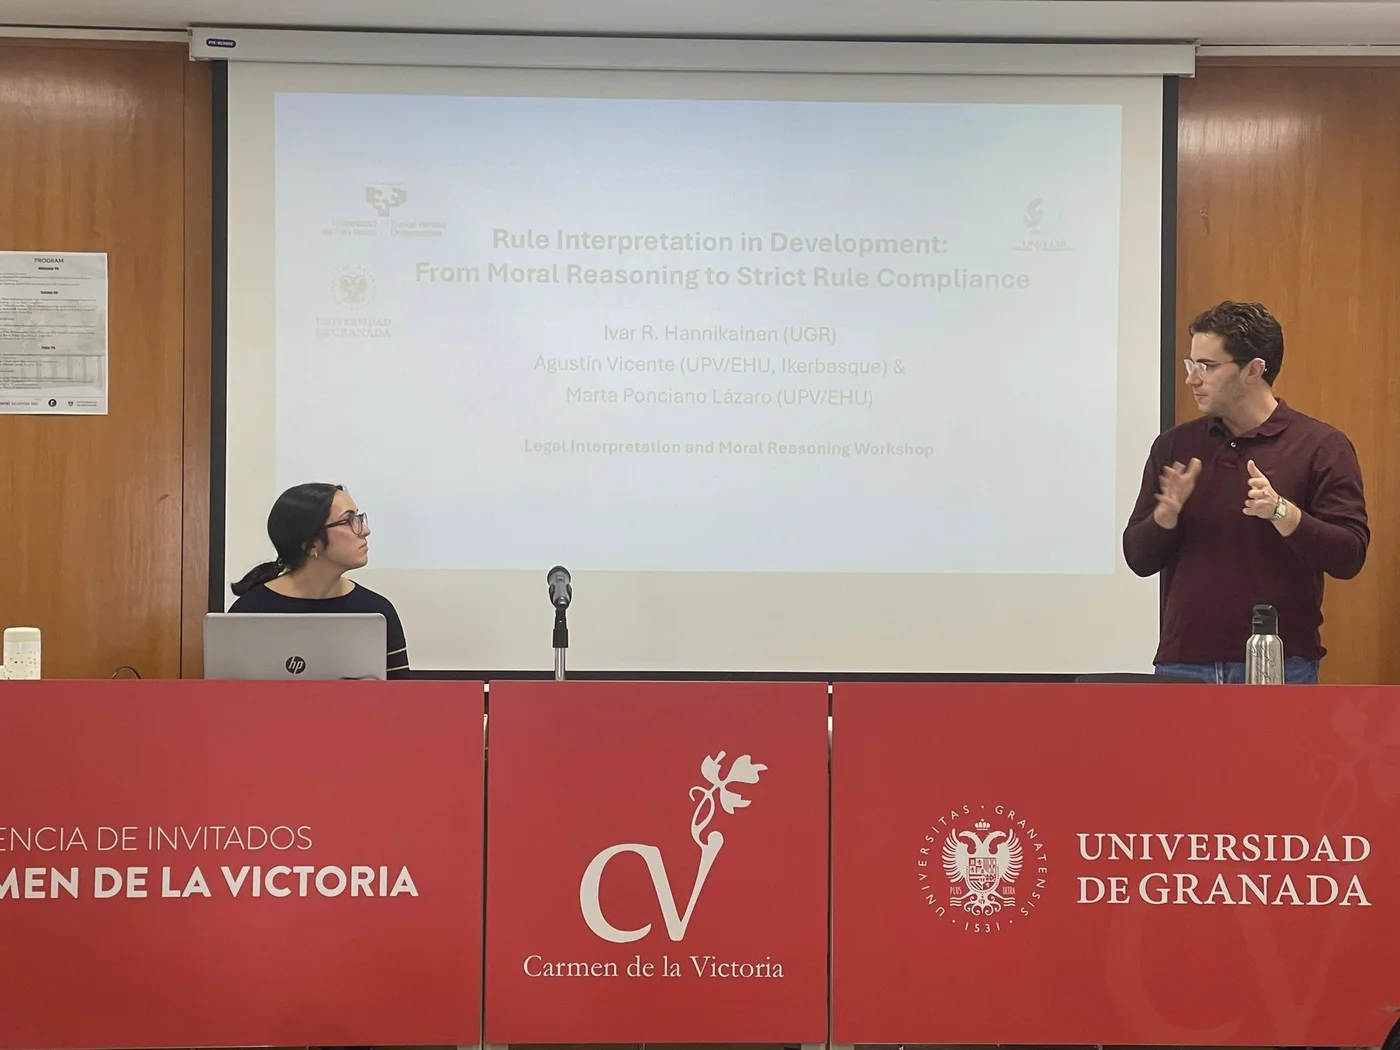 PROGRAM
Rule Interpretation in Development:
From Moral Reasoning to Strict Rule Compliance
Ivar R. Hannikainen (UGR)
Agustín Vicente (UPV/EHU, Ikerbasque) &
Marta Ponciano Lázaro (UPV/EHU)
Legal Interpretation and Moral Reasoning Workshop
UNIVERSIDAD
DE GRANADA
hp
ENCIA DE INVITADOS
MEN DE LA VICTORIA
CV
Carmen de la Victoria
UNIVERSITAS · GRANATENSIS · 1531 ·
PLUS ULTRA
UNIVERSIDAD
DE GRANADA